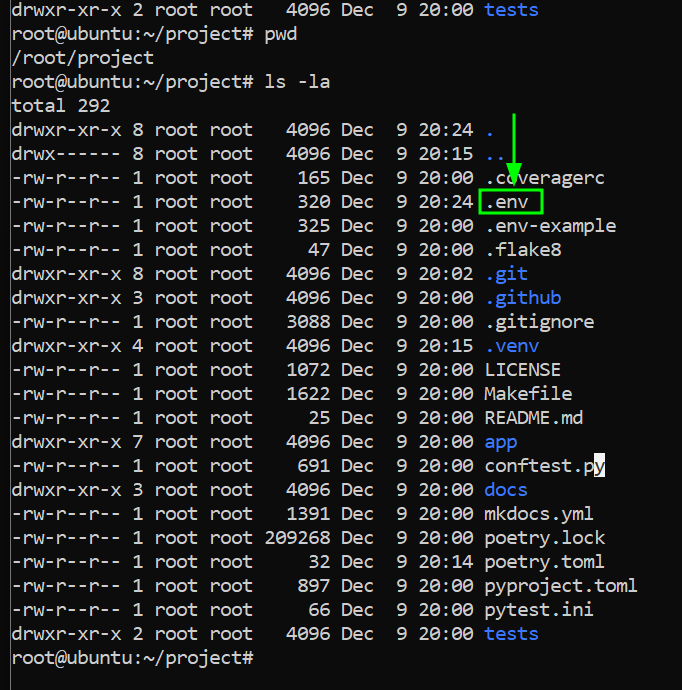 drwxr-xr-x 2 root root   4096 Dec  9 20:00 tests
root@ubuntu:~/project# pwd
/root/project
root@ubuntu:~/project# ls -la
total 292
drwxr-xr-x 8 root root   4096 Dec  9 20:24 .
drwx------ 8 root root   4096 Dec  9 20:15 ..
-rw-r--r-- 1 root root    165 Dec  9 20:00 .coveragerc
-rw-r--r-- 1 root root    320 Dec  9 20:24 .env
-rw-r--r-- 1 root root    325 Dec  9 20:00 .env-example
-rw-r--r-- 1 root root     47 Dec  9 20:00 .flake8
drwxr-xr-x 8 root root   4096 Dec  9 20:02 .git
drwxr-xr-x 3 root root   4096 Dec  9 20:00 .github
-rw-r--r-- 1 root root   3088 Dec  9 20:00 .gitignore
drwxr-xr-x 4 root root   4096 Dec  9 20:15 .venv
-rw-r--r-- 1 root root   1072 Dec  9 20:00 LICENSE
-rw-r--r-- 1 root root   1622 Dec  9 20:00 Makefile
-rw-r--r-- 1 root root     25 Dec  9 20:00 README.md
drwxr-xr-x 7 root root   4096 Dec  9 20:00 app
-rw-r--r-- 1 root root    691 Dec  9 20:00 conftest.py
drwxr-xr-x 3 root root   4096 Dec  9 20:00 docs
-rw-r--r-- 1 root root   1391 Dec  9 20:00 mkdocs.yml
-rw-r--r-- 1 root root 209268 Dec  9 20:00 poetry.lock
-rw-r--r-- 1 root root     32 Dec  9 20:14 poetry.toml
-rw-r--r-- 1 root root    897 Dec  9 20:00 pyproject.toml
-rw-r--r-- 1 root root     66 Dec  9 20:00 pytest.ini
drwxr-xr-x 2 root root   4096 Dec  9 20:00 tests
root@ubuntu:~/project#